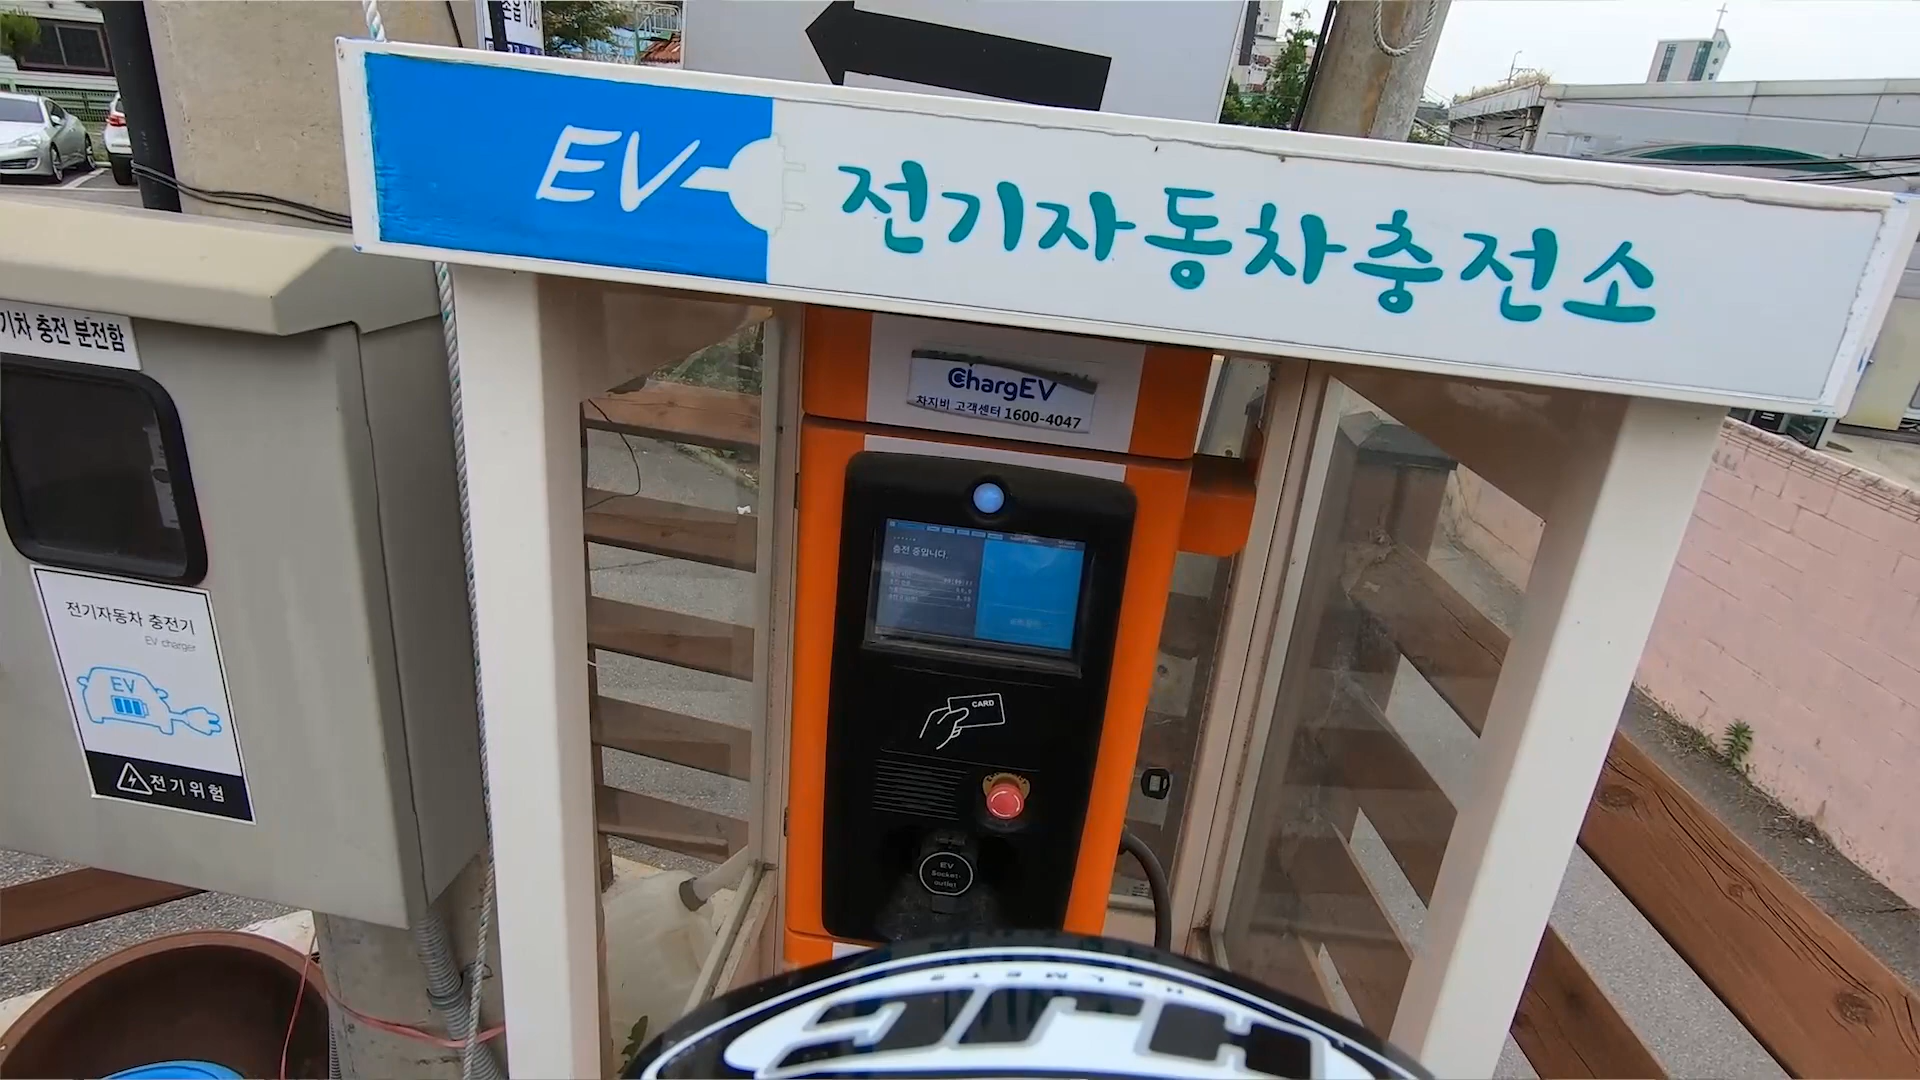 EV 전기자동차충전소
기차 충전 분전함
ChargEV
차지비 고객센터 1600-4047
충전 중입니다.
전기자동차 충전기
EV charger
EV
전기위험
CARD
EV
Socket-
outlet
HELMETS
HJC